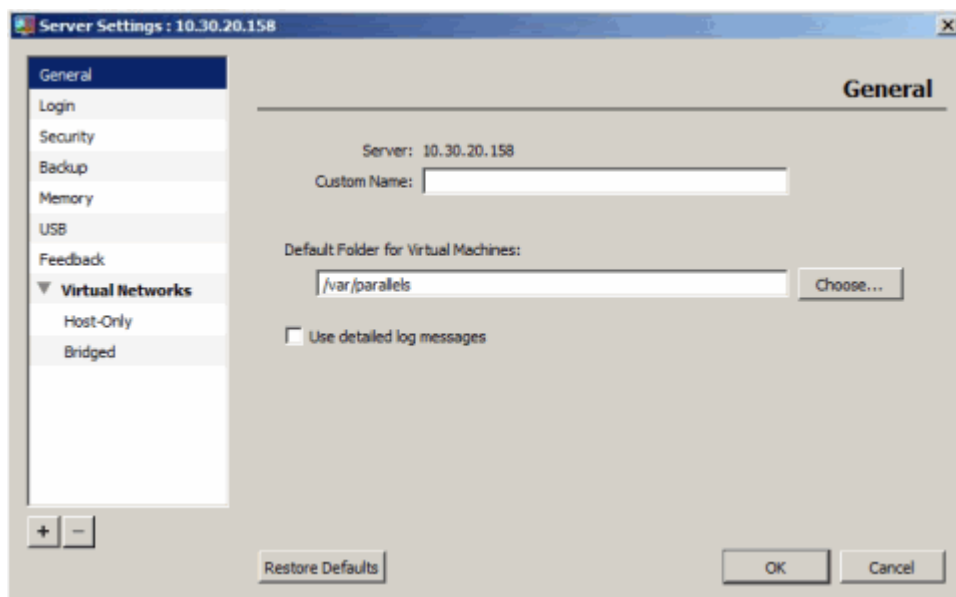 Server Settings : 10.30.20.158
General
Login
Security
Backup
Memory
USB
Feedback
Virtual Networks
Host-Only
Bridged
General
Server: 10.30.20.158
Custom Name:
Default Folder for Virtual Machines:
/var/parallels
Choose...
Use detailed log messages
Restore Defaults
OK
Cancel